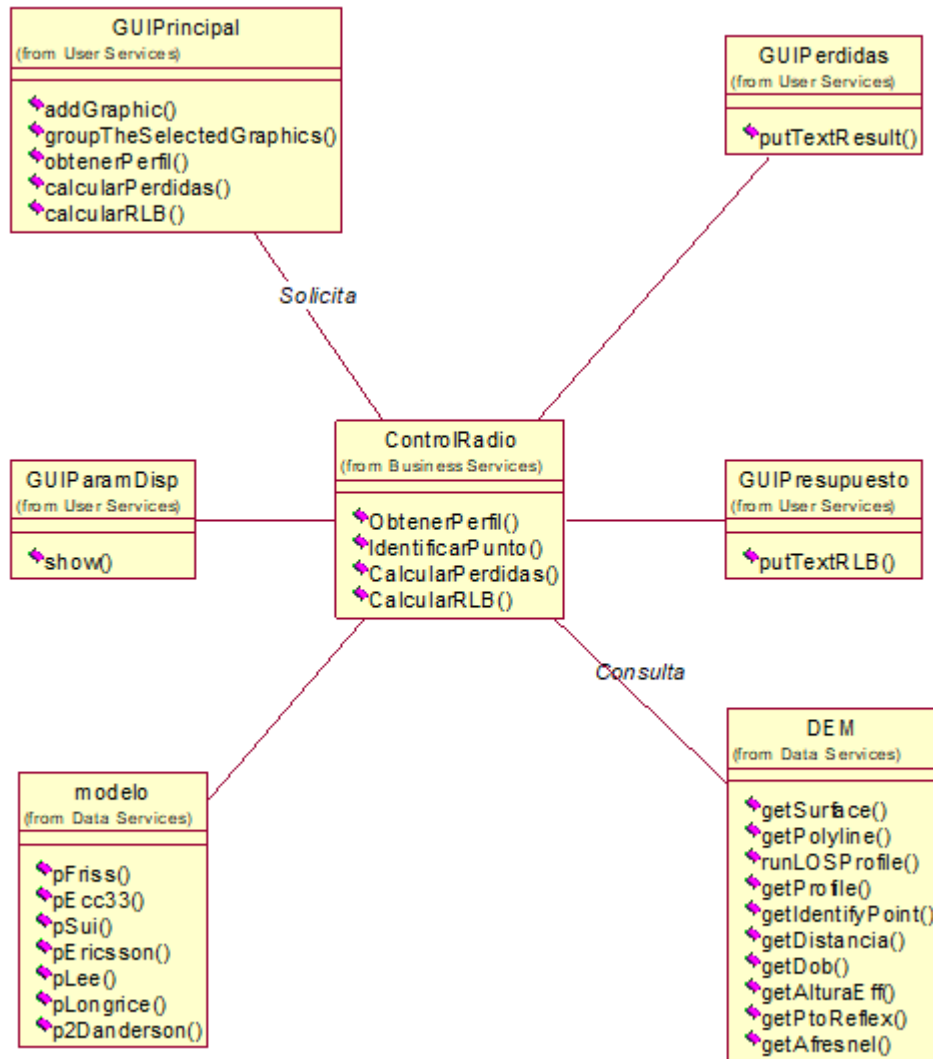 GUIPrincipal
(from User Services)
addGraphic()
groupTheSelectedGraphics()
obtenerPerfil()
calcularPerdidas()
calcularRLB()
GUIPerdidas
(from User Services)
putTextResult()
Solicita
GUIParamDisp
(from User Services)
show()
ControlRadio
(from Business Services)
ObtenerPerfil()
IdentificarPunto()
CalcularPerdidas()
CalcularRLB()
GUIPresupuesto
(from User Services)
putTextRLB()
Consulta
modelo
(from Data Services)
pFriss()
pEcc33()
pSui()
pEricsson()
pLee()
pLongrice()
p2Danderson()
DEM
(from Data Services)
getSurface()
getPolyline()
runLOSProfile()
getProfile()
getIdentifyPoint()
getDistancia()
getDob()
getAlturaEff()
getPtoReflex()
getAfresnel()